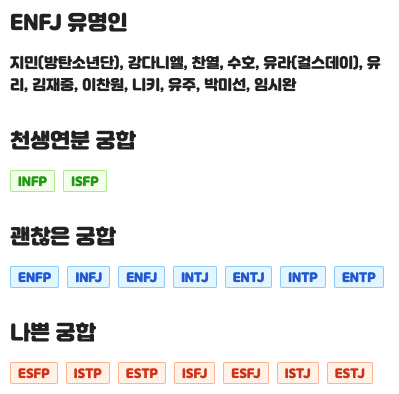 ENFJ 유명인
지민(방탄소년단), 강다니엘, 찬열, 수호, 유라(걸스데이), 유
리, 김재중, 이찬원, 니키, 유주, 박미선, 임시완
천생연분 궁합
INFP ISFP
괜찮은 궁합
ENFP INFJ ENFJ INTJ ENTJ INTP ENTP
나쁜 궁합
ESFP ISTP ESTP ISFJ ESFJ ISTJ ESTJ